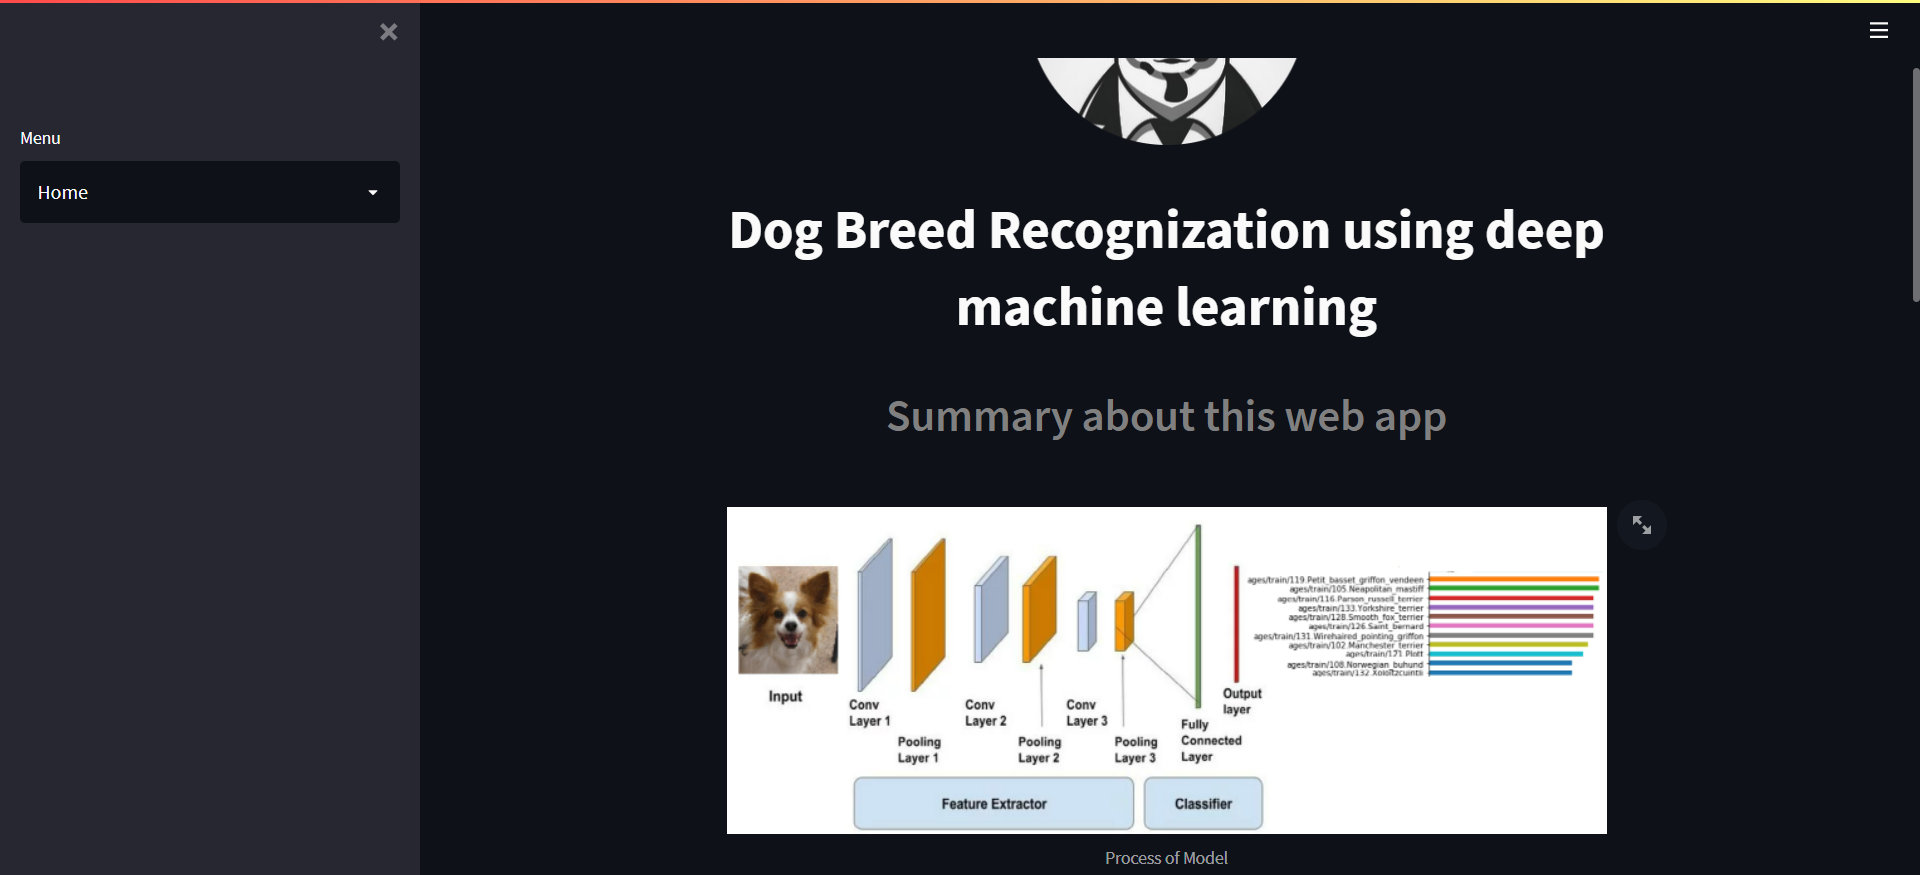 Menu
Home
Dog Breed Recognization using deep
machine learning
Summary about this web app
Input
Conv
Layer 1
Pooling
Layer 1
Conv
Layer 2
Pooling
Layer 2
Conv
Layer 3
Pooling
Layer 3
Fully
Connected
Layer
Output
layer
ages/train/119.Petit_basset_griffon_vendeen
ages/train/105.Neapolitan_mastiff
ages/train/116.Parson_russell_terrier
ages/train/133.Yorkshire_terrier
ages/train/128.Smooth_fox_terrier
ages/train/126.Saint_bernard
ages/train/131.Wirehaired_pointing_griffon
ages/train/102.Manchester_terrier
ages/train/121.Plott
ages/train/108.Norwegian_buhund
ages/train/132.Xoloitzcuintli
Feature Extractor
Classifier
Process of Model